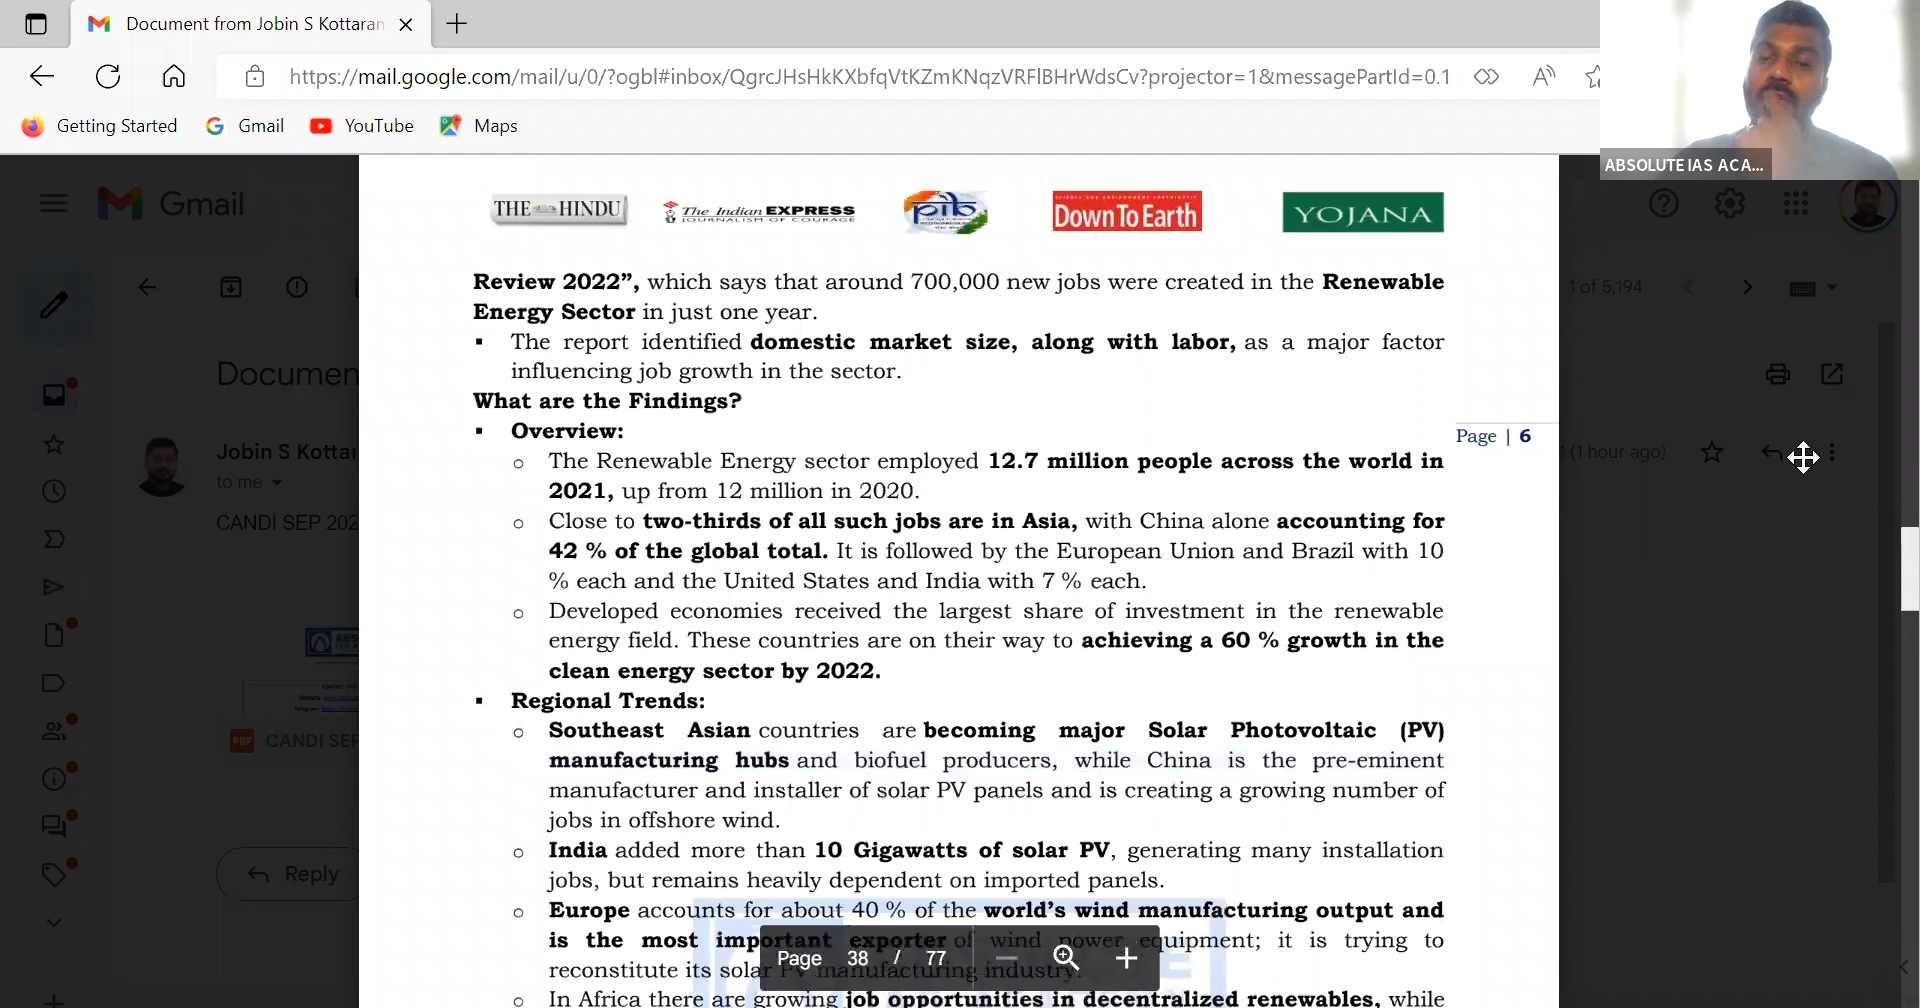 Document from Jobin S Kottaran
https://mail.google.com/mail/u/0/?ogbl#inbox/QgrcJHsHkKXbfqVtKZmKNqzVRFlBHrWdsCv?projector=1&messagePartId=0.1
Getting Started Gmail YouTube Maps
ABSOLUTE IAS ACA...
Gmail
THE HINDU The Indian EXPRESS JOURNALISM OF COURAGE pib Down To Earth YOJANA
1 of 5,194
Review 2022”, which says that around 700,000 new jobs were created in the Renewable
Energy Sector in just one year.
▪ The report identified domestic market size, along with labor, as a major factor
influencing job growth in the sector.
Documen
What are the Findings?
▪ Overview:
Page | 6
Jobin S Kottar
(1 hour ago)
to me
○ The Renewable Energy sector employed 12.7 million people across the world in
2021, up from 12 million in 2020.
CANDI SEP 202
○ Close to two-thirds of all such jobs are in Asia, with China alone accounting for
42 % of the global total. It is followed by the European Union and Brazil with 10
% each and the United States and India with 7 % each.
○ Developed economies received the largest share of investment in the renewable
energy field. These countries are on their way to achieving a 60 % growth in the
clean energy sector by 2022.
▪ Regional Trends:
○ Southeast Asian countries are becoming major Solar Photovoltaic (PV)
manufacturing hubs and biofuel producers, while China is the pre-eminent
manufacturer and installer of solar PV panels and is creating a growing number of
jobs in offshore wind.
PDF CANDI SEP
○ India added more than 10 Gigawatts of solar PV, generating many installation
jobs, but remains heavily dependent on imported panels.
Reply
○ Europe accounts for about 40 % of the world’s wind manufacturing output and
is the most important exporter of wind power equipment; it is trying to
reconstitute its solar PV manufacturing industry.
Page 38 / 77
○ In Africa there are growing job opportunities in decentralized renewables, while